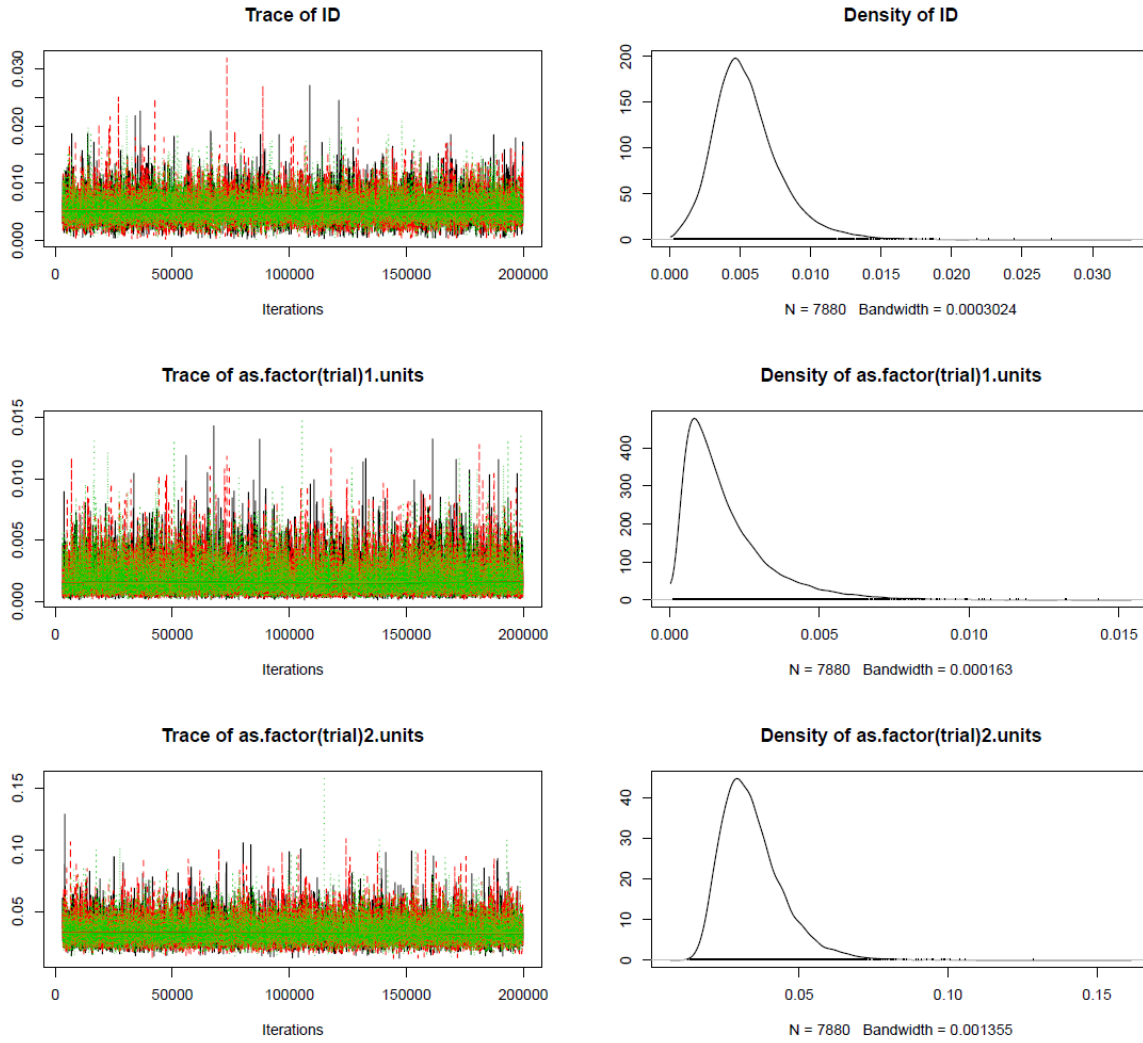 Trace of ID
0.000 0.010 0.020 0.030
0 50000 100000 150000 200000
Iterations
Density of ID
0 50 100 150 200
0.000 0.005 0.010 0.015 0.020 0.025 0.030
N = 7880 Bandwidth = 0.0003024
Trace of as.factor(trial)1.units
0.000 0.005 0.010 0.015
0 50000 100000 150000 200000
Iterations
Density of as.factor(trial)1.units
0 100 200 300 400
0.000 0.005 0.010 0.015
N = 7880 Bandwidth = 0.000163
Trace of as.factor(trial)2.units
0.05 0.10 0.15
0 50000 100000 150000 200000
Iterations
Density of as.factor(trial)2.units
0 10 20 30 40
0.05 0.10 0.15
N = 7880 Bandwidth = 0.001355